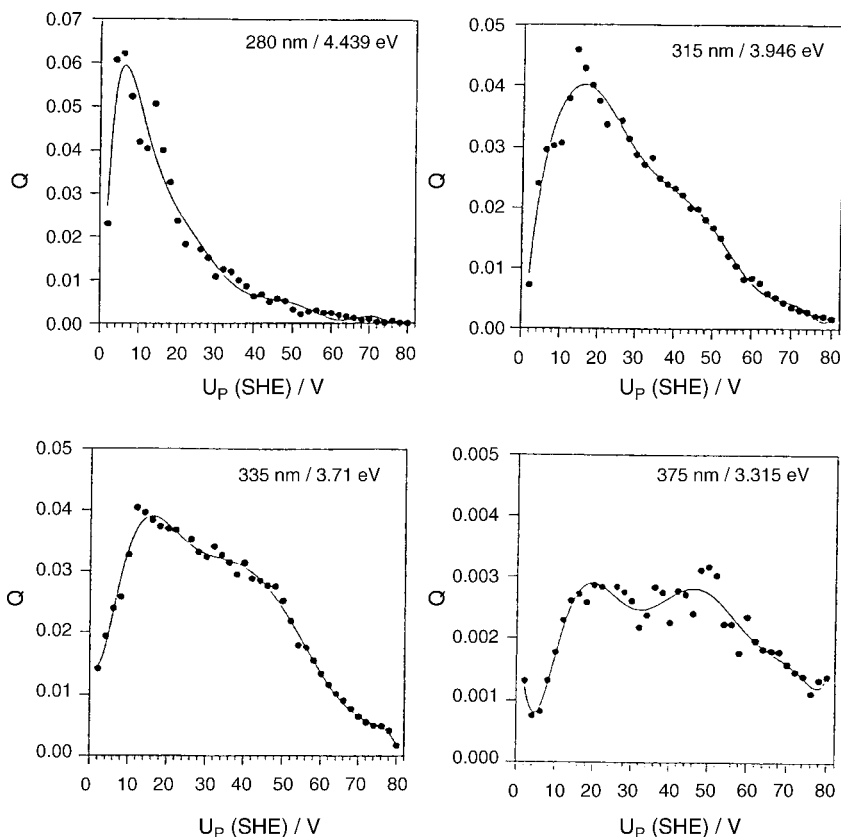 280 nm / 4.439 eV
Q
0.07
0.06
0.05
0.04
0.03
0.02
0.01
0.00
0 10 20 30 40 50 60 70 80
U_P (SHE) / V
315 nm / 3.946 eV
Q
0.05
0.04
0.03
0.02
0.01
0.00
0 10 20 30 40 50 60 70 80
U_P (SHE) / V
335 nm / 3.71 eV
Q
0.05
0.04
0.03
0.02
0.01
0.00
0 10 20 30 40 50 60 70 80
U_P (SHE) / V
375 nm / 3.315 eV
Q
0.005
0.004
0.003
0.002
0.001
0.000
0 10 20 30 40 50 60 70 80
U_P (SHE) / V